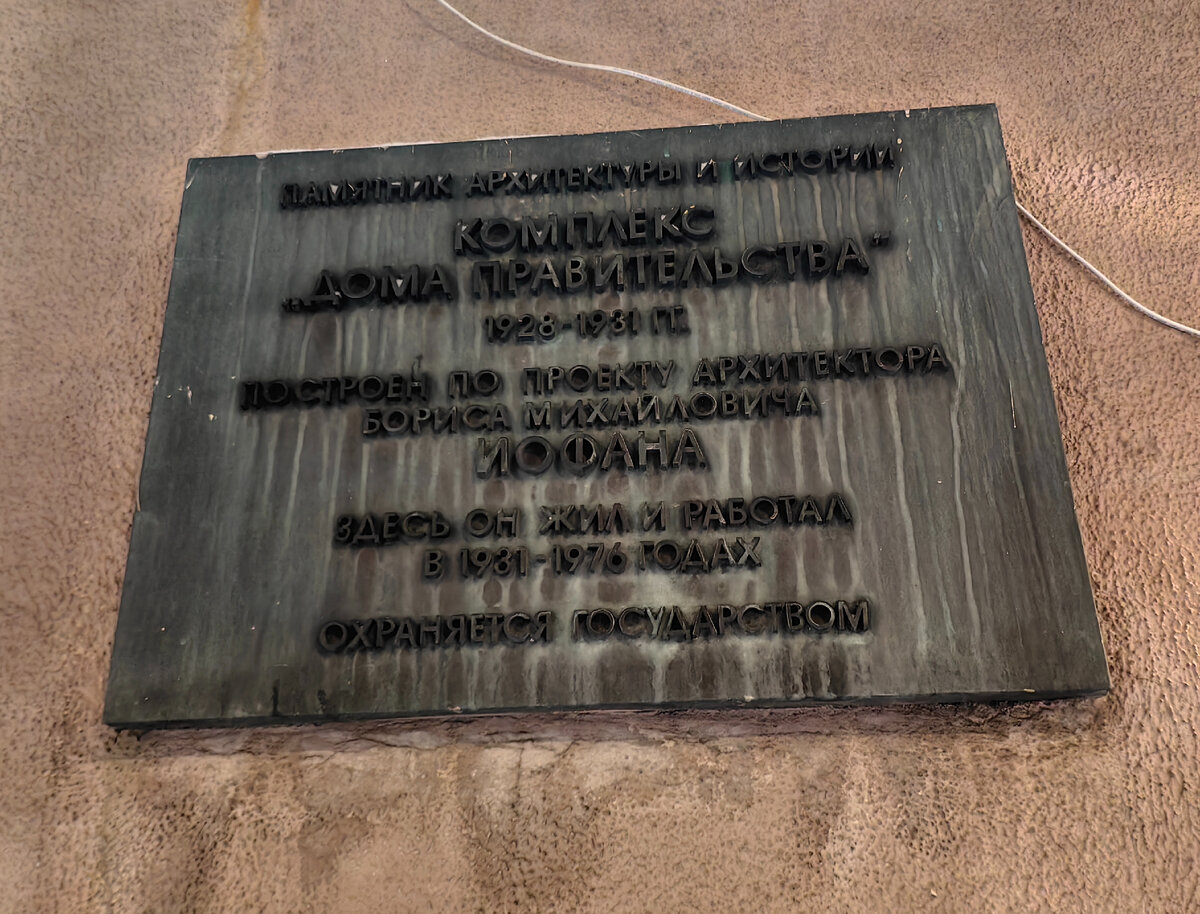 ПАМЯТНИК АРХИТЕКТУРЫ И ИСТОРИИ
КОМПЛЕКС
„ДОМА ПРАВИТЕЛЬСТВА“
1928-1931 ГГ.
ПОСТРОЕН ПО ПРОЕКТУ АРХИТЕКТОРА
БОРИСА МИХАЙЛОВИЧА
ИОФАНА
ЗДЕСЬ ОН ЖИЛ И РАБОТАЛ
В 1931-1976 ГОДАХ
ОХРАНЯЕТСЯ ГОСУДАРСТВОМ